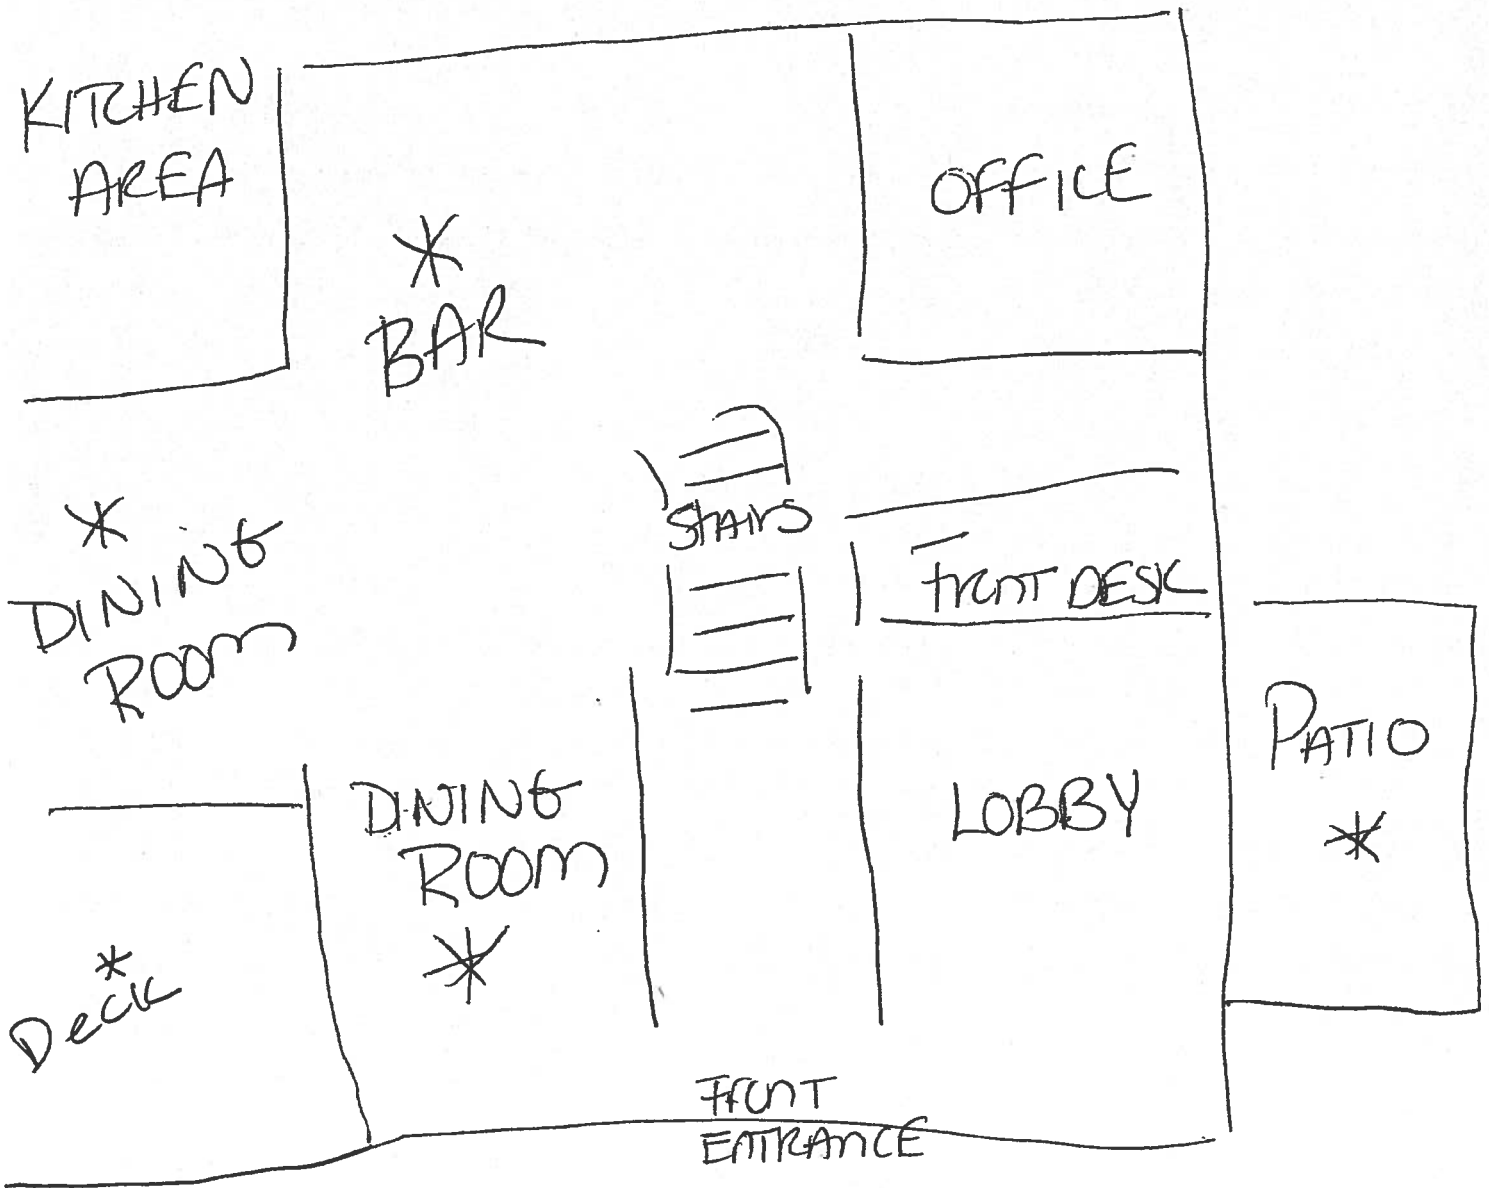 KITCHEN
AREA
OFFICE
*
BAR
*
DINING
ROOM
STAIRS
FRONT DESK
PATIO
*
DINING
ROOM
*
LOBBY
*
Deck
FRONT
ENTRANCE